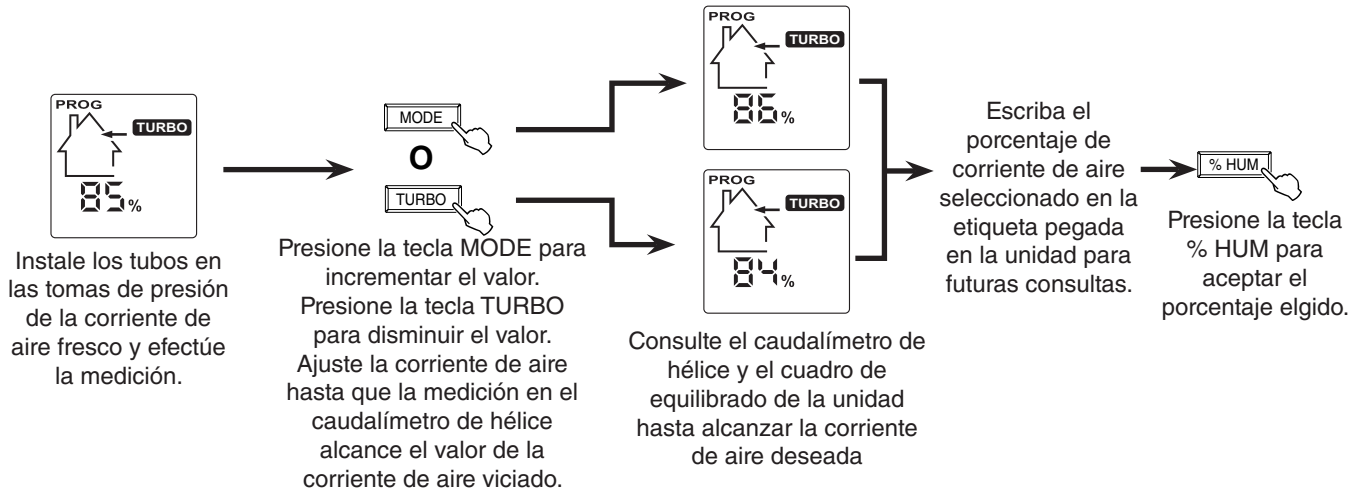 PROG
TURBO
85%
Instale los tubos en
las tomas de presión
de la corriente de
aire fresco y efectúe
la medición.
MODE
O
TURBO
Presione la tecla MODE para
incrementar el valor.
Presione la tecla TURBO
para disminuir el valor.
Ajuste la corriente de aire
hasta que la medición en el
caudalímetro de hélice
alcance el valor de la
corriente de aire viciado.
PROG
TURBO
86%
PROG
TURBO
84%
Consulte el caudalímetro de
hélice y el cuadro de
equilibrado de la unidad
hasta alcanzar la corriente
de aire deseada
Escriba el
porcentaje de
corriente de aire
seleccionado en la
etiqueta pegada
en la unidad para
futuras consultas.
% HUM
Presione la tecla
% HUM para
aceptar el
porcentaje elgido.